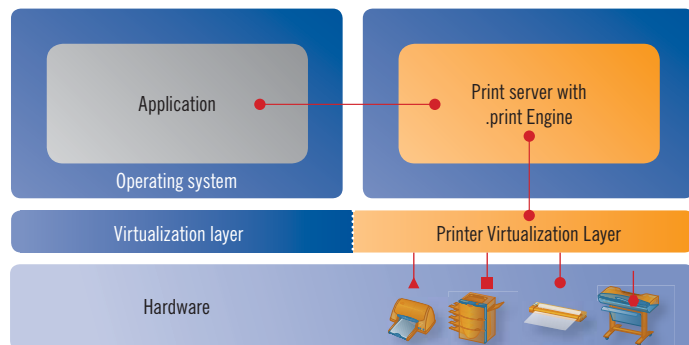 Application
Print server with
.print Engine
Operating system
Virtualization layer
Printer Virtualization Layer
Hardware